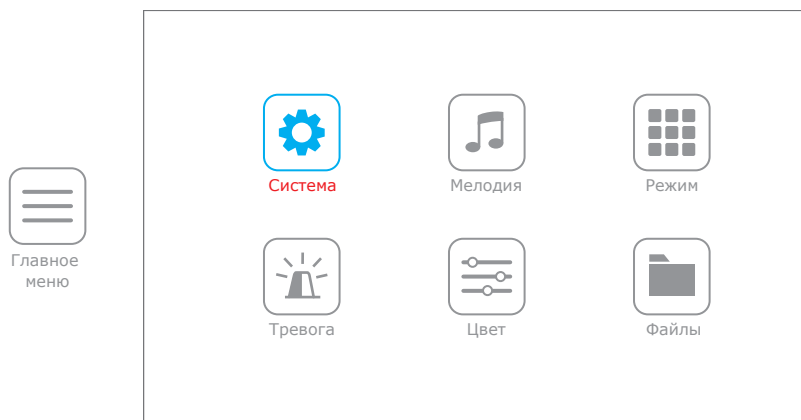 Система
Мелодия
Режим
Главное
меню
Тревога
Цвет
Файлы